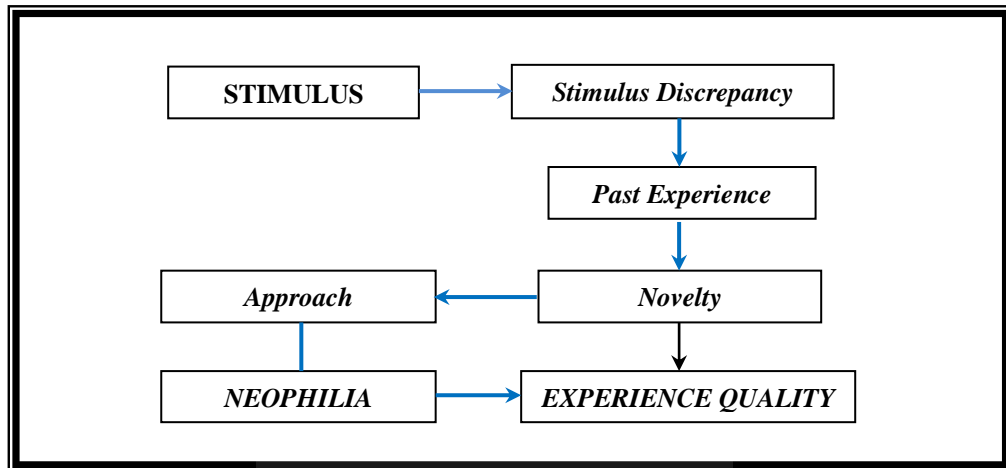 STIMULUS
Stimulus Discrepancy
Past Experience
Approach
Novelty
NEOPHILIA
EXPERIENCE QUALITY